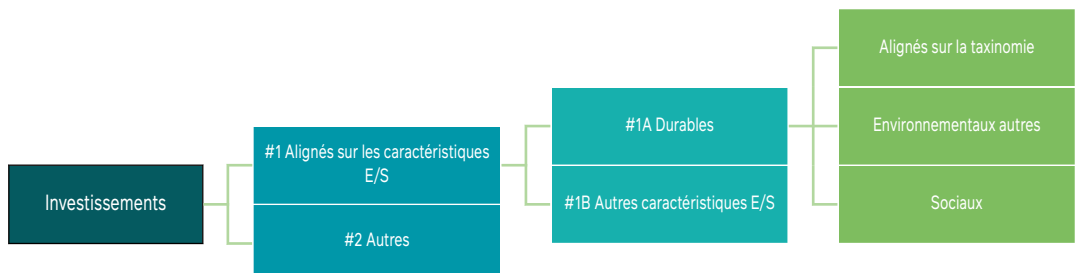 Investissements
#1 Alignés sur les caractéristiques
E/S
#2 Autres
#1A Durables
#1B Autres caractéristiques E/S
Alignés sur la taxinomie
Environnementaux autres
Sociaux